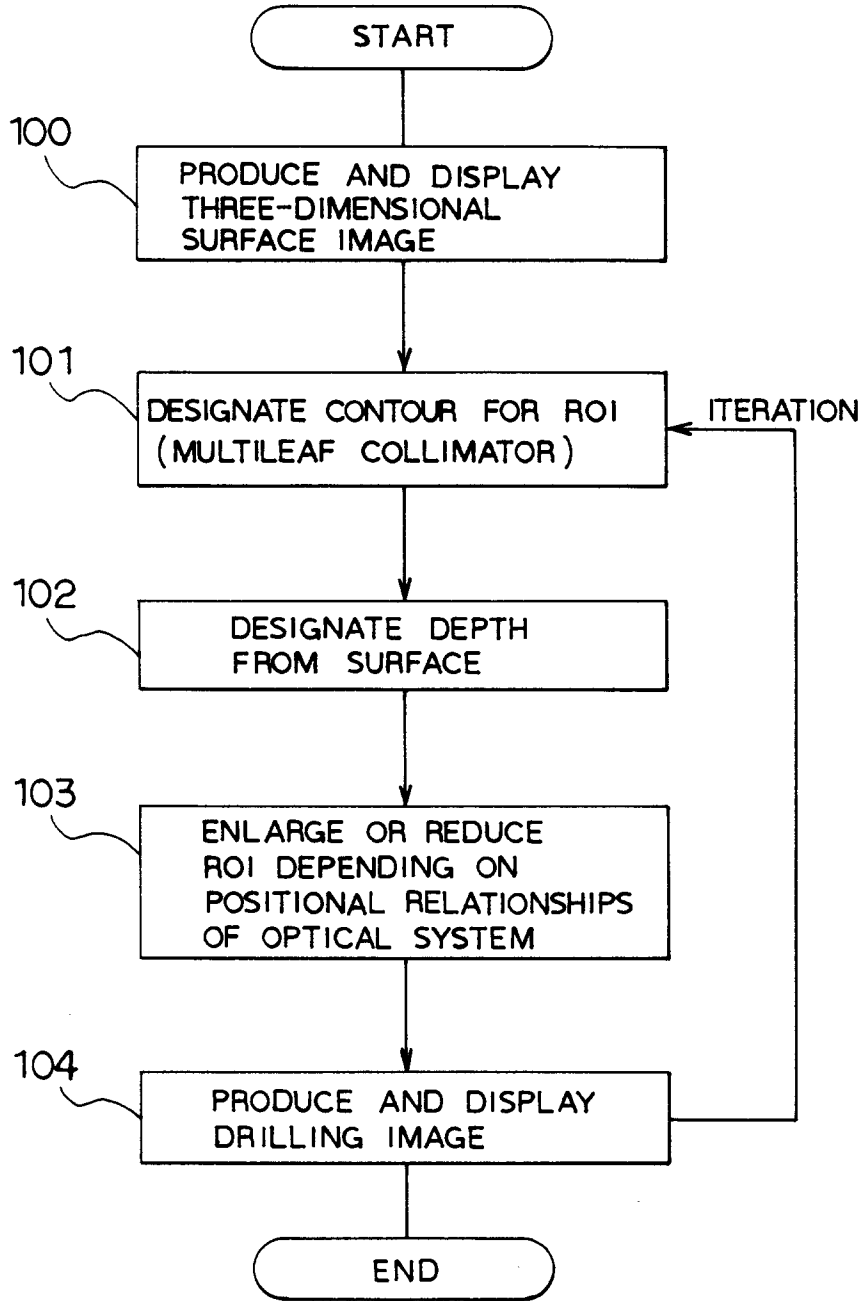 START
100
PRODUCE AND DISPLAY
THREE-DIMENSIONAL
SURFACE IMAGE
101
DESIGNATE CONTOUR FOR ROI
(MULTILEAF COLLIMATOR)
ITERATION
102
DESIGNATE DEPTH
FROM SURFACE
103
ENLARGE OR REDUCE
ROI DEPENDING ON
POSITIONAL RELATIONSHIPS
OF OPTICAL SYSTEM
104
PRODUCE AND DISPLAY
DRILLING IMAGE
END